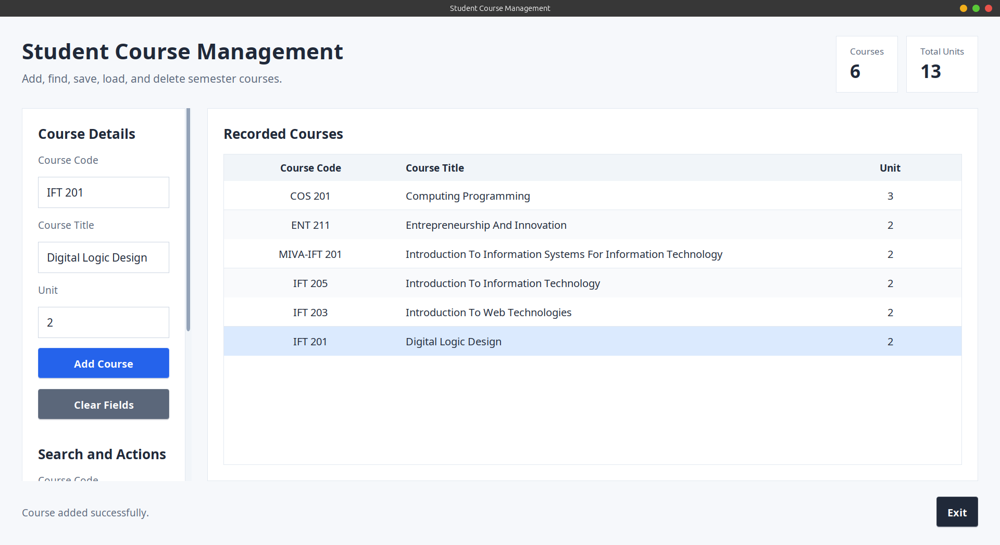 Student Course Management
Student Course Management
Add, find, save, load, and delete semester courses.
Courses
6
Total Units
13
Course Details
Course Code
IFT 201
Course Title
Digital Logic Design
Unit
2
Add Course
Clear Fields
Search and Actions
Course Code
Recorded Courses
Course Code Course Title Unit
COS 201 Computing Programming 3
ENT 211 Entrepreneurship And Innovation 2
MIVA-IFT 201 Introduction To Information Systems For Information Technology 2
IFT 205 Introduction To Information Technology 2
IFT 203 Introduction To Web Technologies 2
IFT 201 Digital Logic Design 2
Course added successfully.
Exit